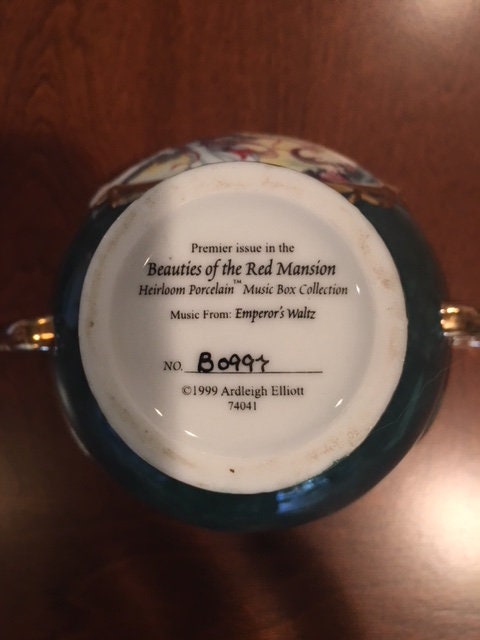 Premier issue in the
Beauties of the Red Mansion
Heirloom Porcelain™ Music Box Collection
Music From: Emperor's Waltz
NO. B0997
©1999 Ardleigh Elliott
74041